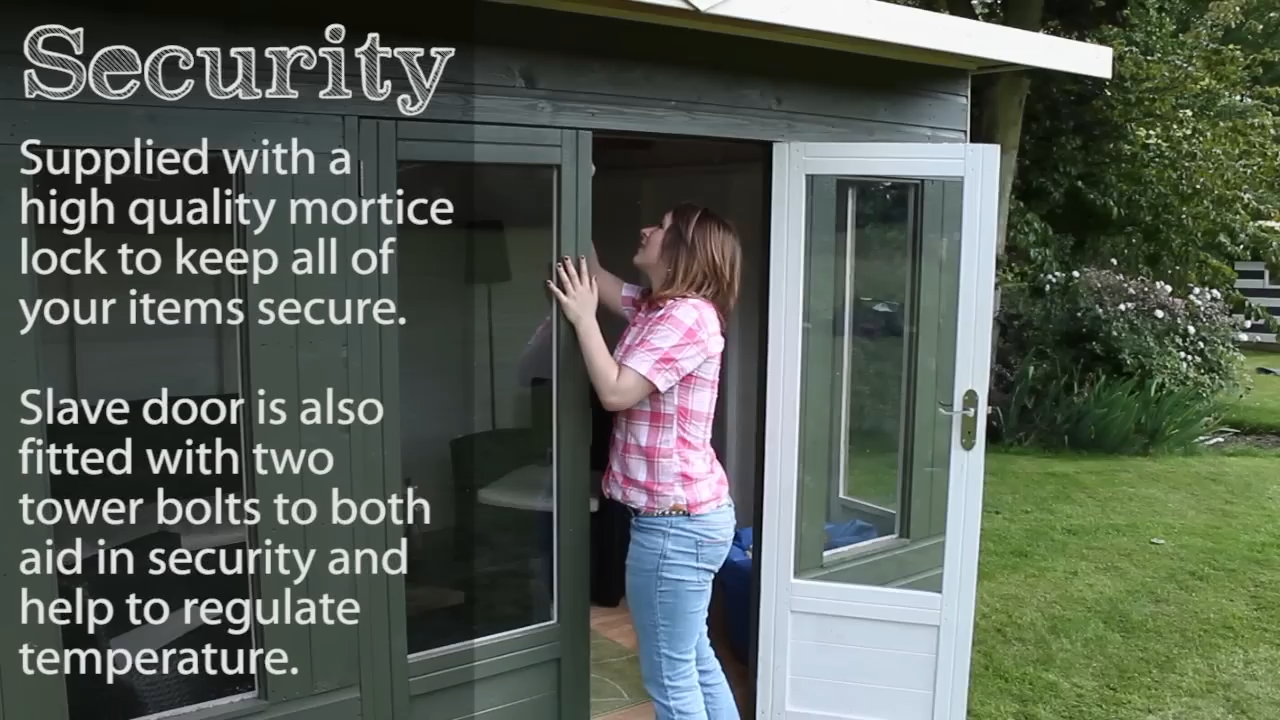 Security
Supplied with a
high quality mortice
lock to keep all of
your items secure.
Slave door is also
fitted with two
tower bolts to both
aid in security and
help to regulate
temperature.